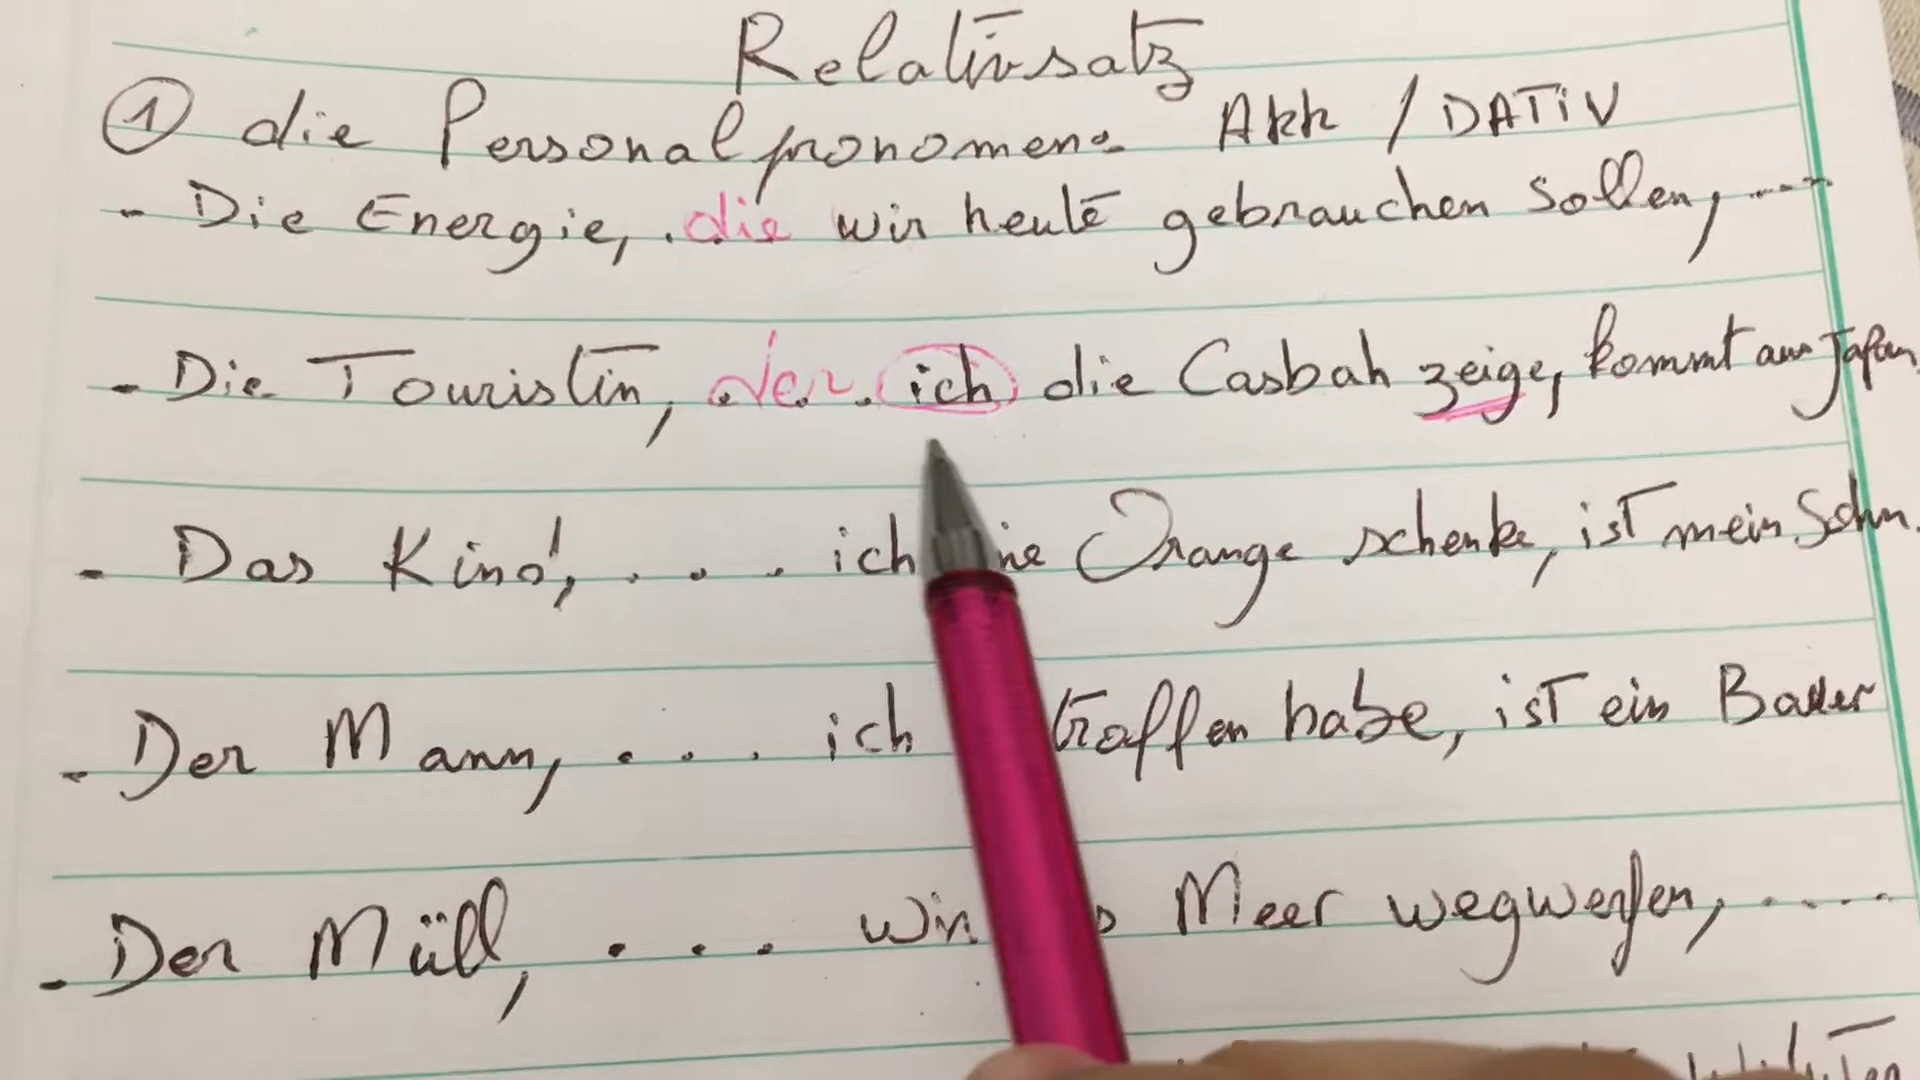 Relativsatz
① die Personalpronomen: Akk / DATIV
- Die Energie, die wir heute gebrauchen sollen, ....
- Die Touristin, der ich die Casbah zeige, kommt aus Japan
- Das Kind, . . . ich Orange schenke, ist mein Sohn.
- Der Mann, . . . ich habe, ist ein Bauer
- Der Müll, . . . wir Meer wegwerfen, .....